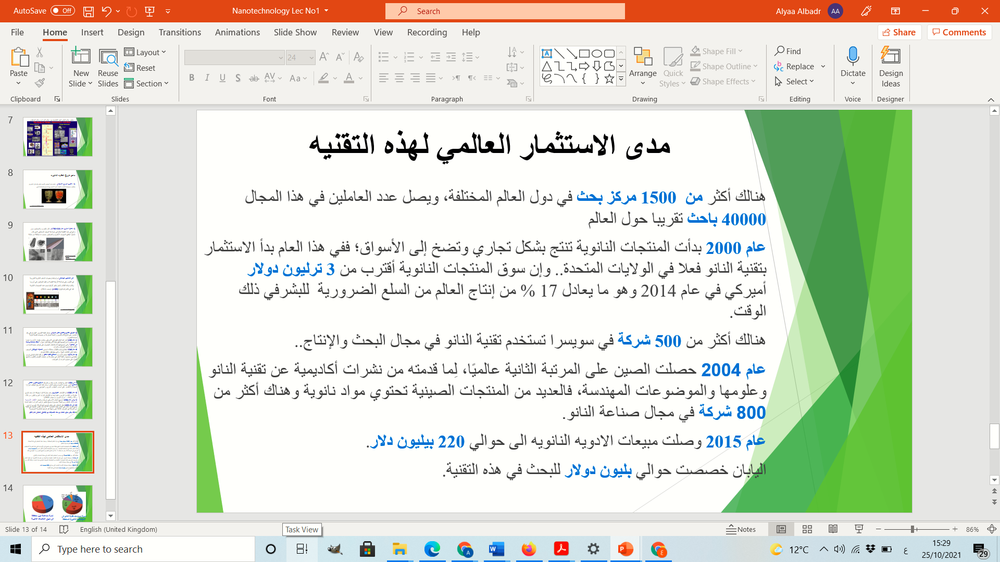 AutoSave Off
Nanotechnology Lec No1
Search
Alyaa Albadr AA
File Home Insert Design Transitions Animations Slide Show Review View Recording Help
Share Comments
Paste
Clipboard
New Slide
Reuse Slides
Layout
Reset
Section
Slides
24
B I U S ab AV Aa A
Font
Paragraph
Arrange
Quick Styles
Shape Fill
Shape Outline
Shape Effects
Drawing
Find
Replace
Select
Editing
Dictate
Voice
Design Ideas
Designer
7
8
9
10
11
12
13
14
مدى الاستثمار العالمي لهذه التقنيه
هنالك أكثر من 1500 مركز بحث في دول العالم المختلفة، ويصل عدد العاملين في هذا المجال
40000 باحث تقريبا حول العالم
عام 2000 بدأت المنتجات النانوية تنتج بشكل تجاري وتضخ إلى الأسواق؛ ففي هذا العام بدأ الاستثمار
بتقنية النانو فعلا في الولايات المتحدة.. وإن سوق المنتجات النانوية أقترب من 3 ترليون دولار
أميركي في عام 2014 وهو ما يعادل 17 % من إنتاج العالم من السلع الضرورية للبشرفي ذلك
الوقت.
هنالك أكثر من 500 شركة في سويسرا تستخدم تقنية النانو في مجال البحث والإنتاج..
عام 2004 حصلت الصين على المرتبة الثانية عالميًا، لِما قدمته من نشرات أكاديمية عن تقنية النانو
وعلومها والموضوعات المهندسة، فالعديد من المنتجات الصينية تحتوي مواد نانوية وهناك أكثر من
800 شركة في مجال صناعة النانو.
عام 2015 وصلت مبيعات الادويه النانويه الى حوالي 220 بيليون دلار.
اليابان خصصت حوالي بليون دولار للبحث في هذه التقنية.
Slide 13 of 14
English (United Kingdom)
Task View
Notes
86%
Type here to search
12°C
ع
15:29
25/10/2021
29